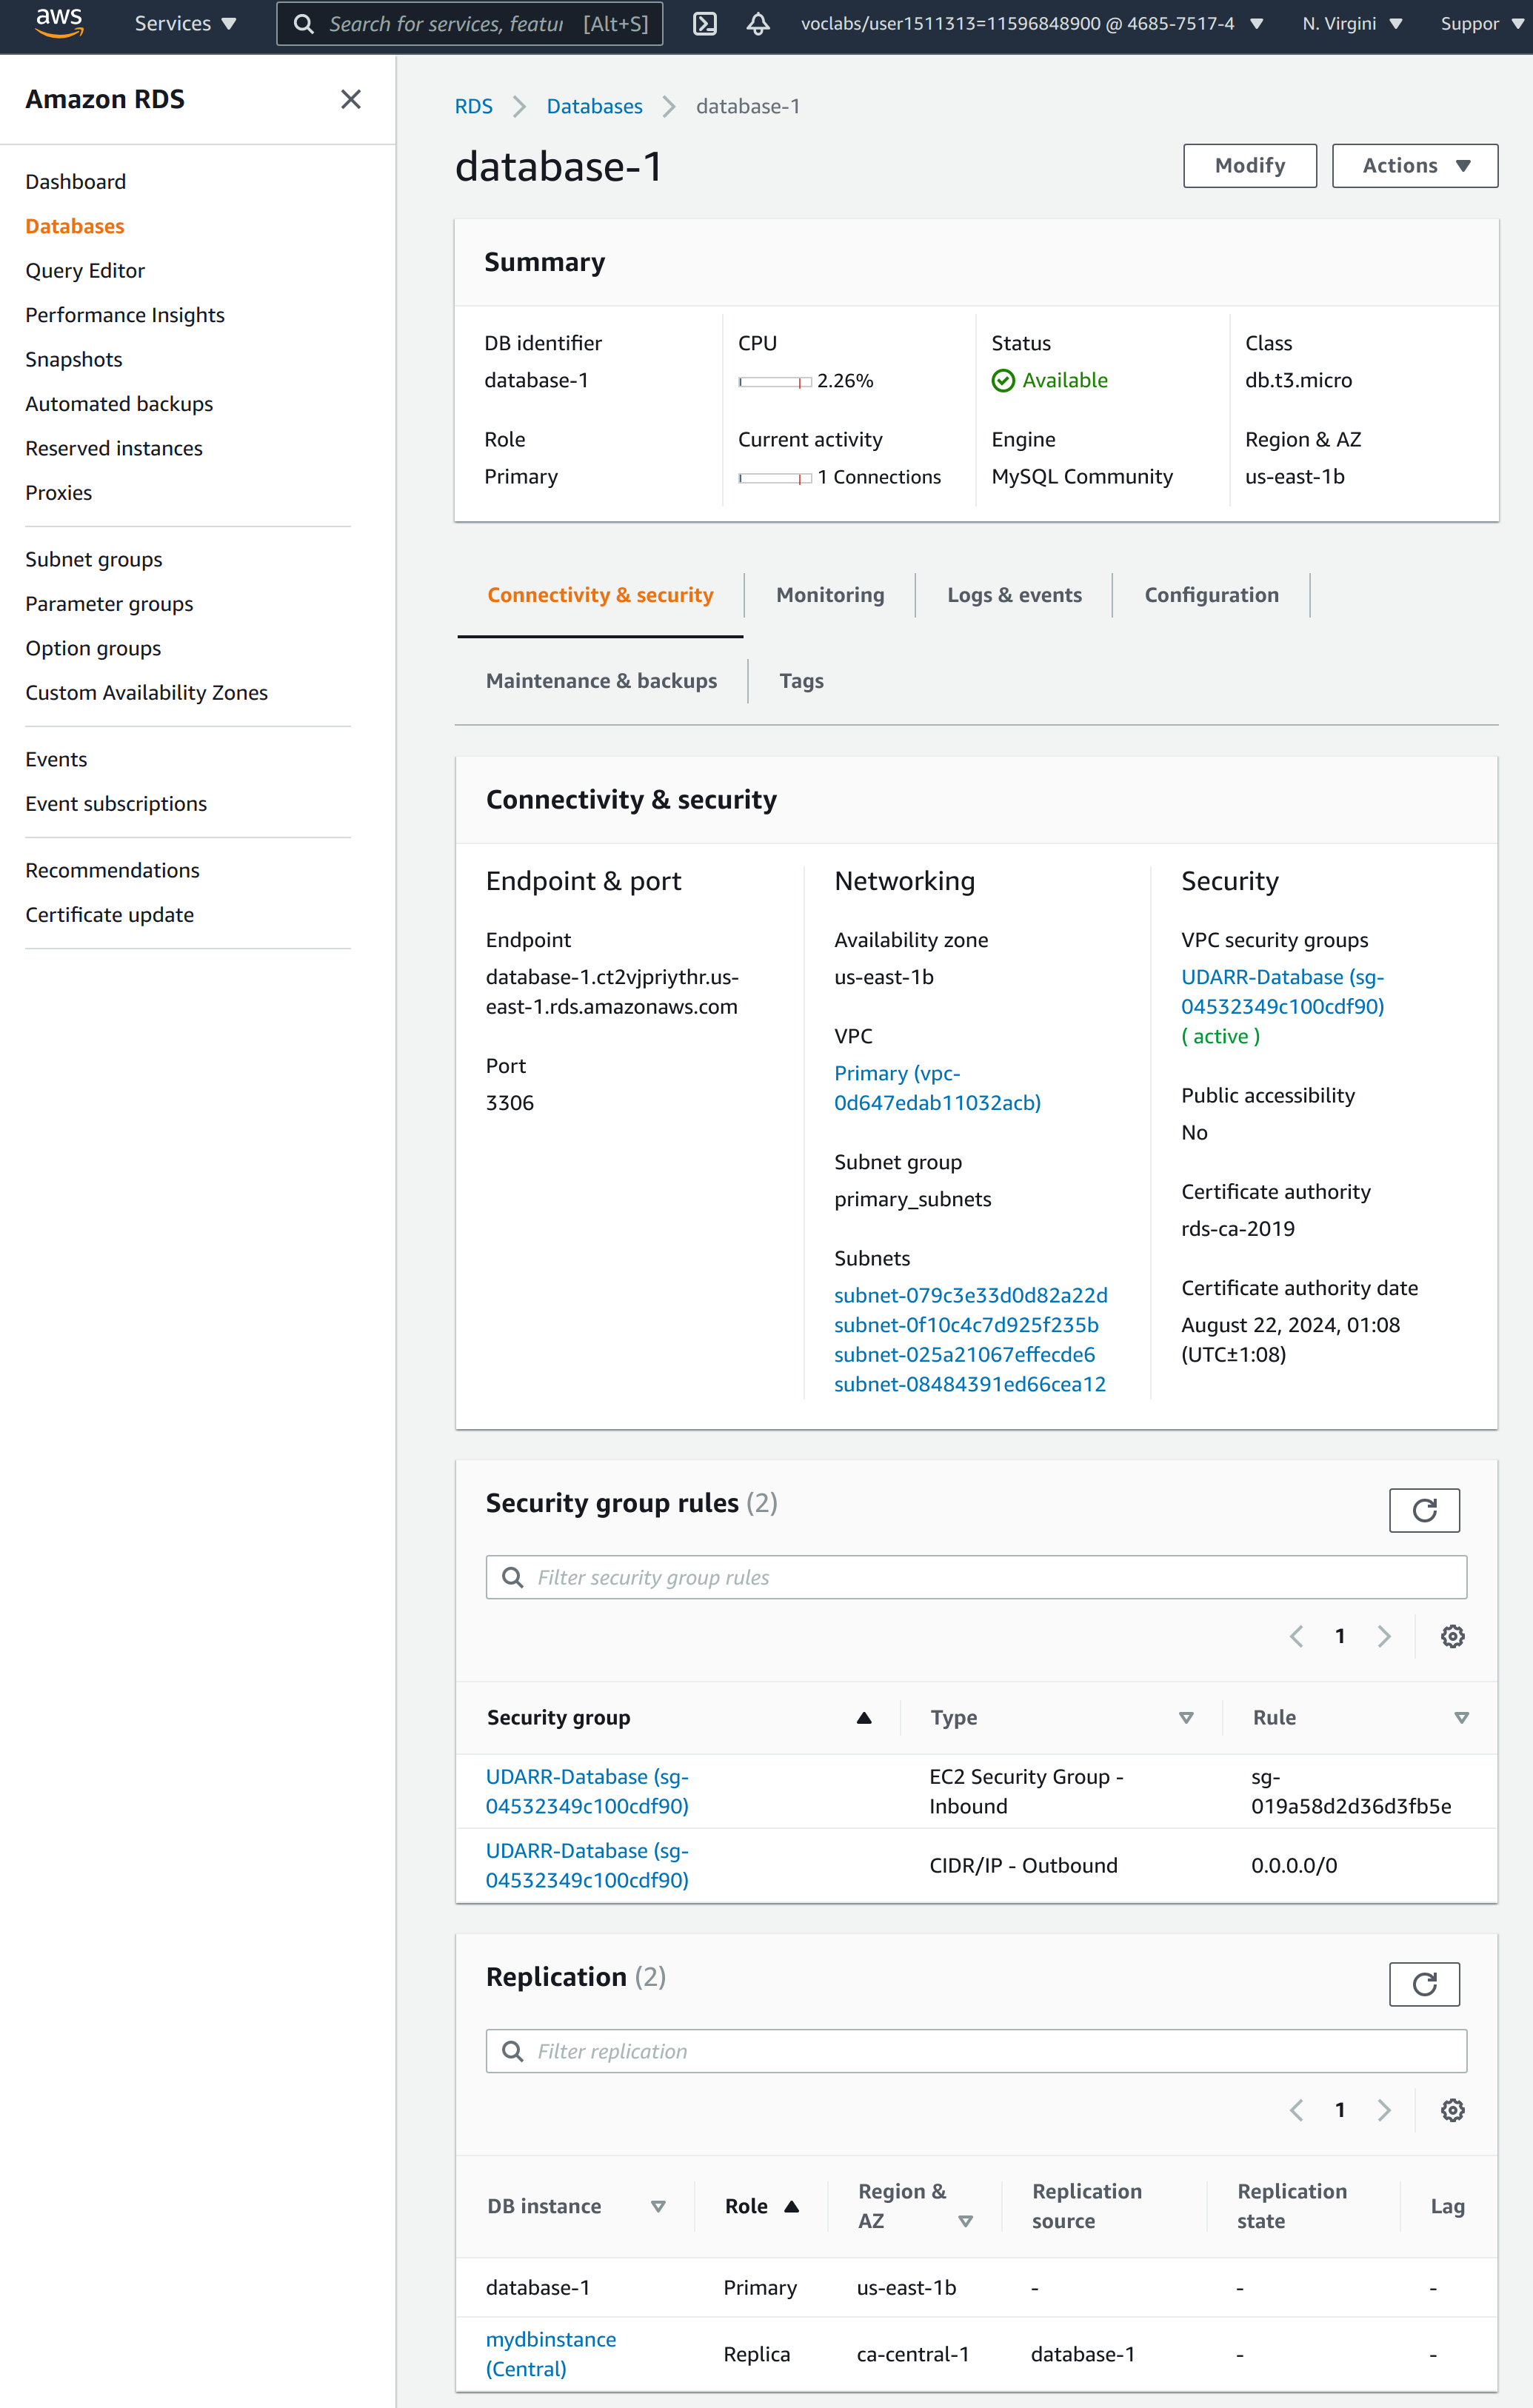 aws
Services
Search for services, featur [Alt+S]
voclabs/user1511313=11596848900 @ 4685-7517-4
N. Virgini
Suppor
Amazon RDS
Dashboard
Databases
Query Editor
Performance Insights
Snapshots
Automated backups
Reserved instances
Proxies
Subnet groups
Parameter groups
Option groups
Custom Availability Zones
Events
Event subscriptions
Recommendations
Certificate update
RDS > Databases > database-1
database-1
Modify
Actions
Summary
DB identifier
database-1
CPU
2.26%
Status
Available
Class
db.t3.micro
Role
Primary
Current activity
1 Connections
Engine
MySQL Community
Region & AZ
us-east-1b
Connectivity & security
Monitoring
Logs & events
Configuration
Maintenance & backups
Tags
Connectivity & security
Endpoint & port
Endpoint
database-1.ct2vjpriythr.us-
east-1.rds.amazonaws.com
Port
3306
Networking
Availability zone
us-east-1b
VPC
Primary (vpc-
0d647edab11032acb)
Subnet group
primary_subnets
Subnets
subnet-079c3e33d0d82a22d
subnet-0f10c4c7d925f235b
subnet-025a21067effecde6
subnet-08484391ed66cea12
Security
VPC security groups
UDARR-Database (sg-
04532349c100cdf90)
( active )
Public accessibility
No
Certificate authority
rds-ca-2019
Certificate authority date
August 22, 2024, 01:08
(UTC±1:08)
Security group rules (2)
Filter security group rules
1
Security group
Type
Rule
UDARR-Database (sg-
04532349c100cdf90)
EC2 Security Group -
Inbound
sg-
019a58d2d36d3fb5e
UDARR-Database (sg-
04532349c100cdf90)
CIDR/IP - Outbound
0.0.0.0/0
Replication (2)
Filter replication
1
DB instance
Role
Region &
AZ
Replication
source
Replication
state
Lag
database-1
Primary
us-east-1b
-
-
-
mydbinstance
(Central)
Replica
ca-central-1
database-1
-
-